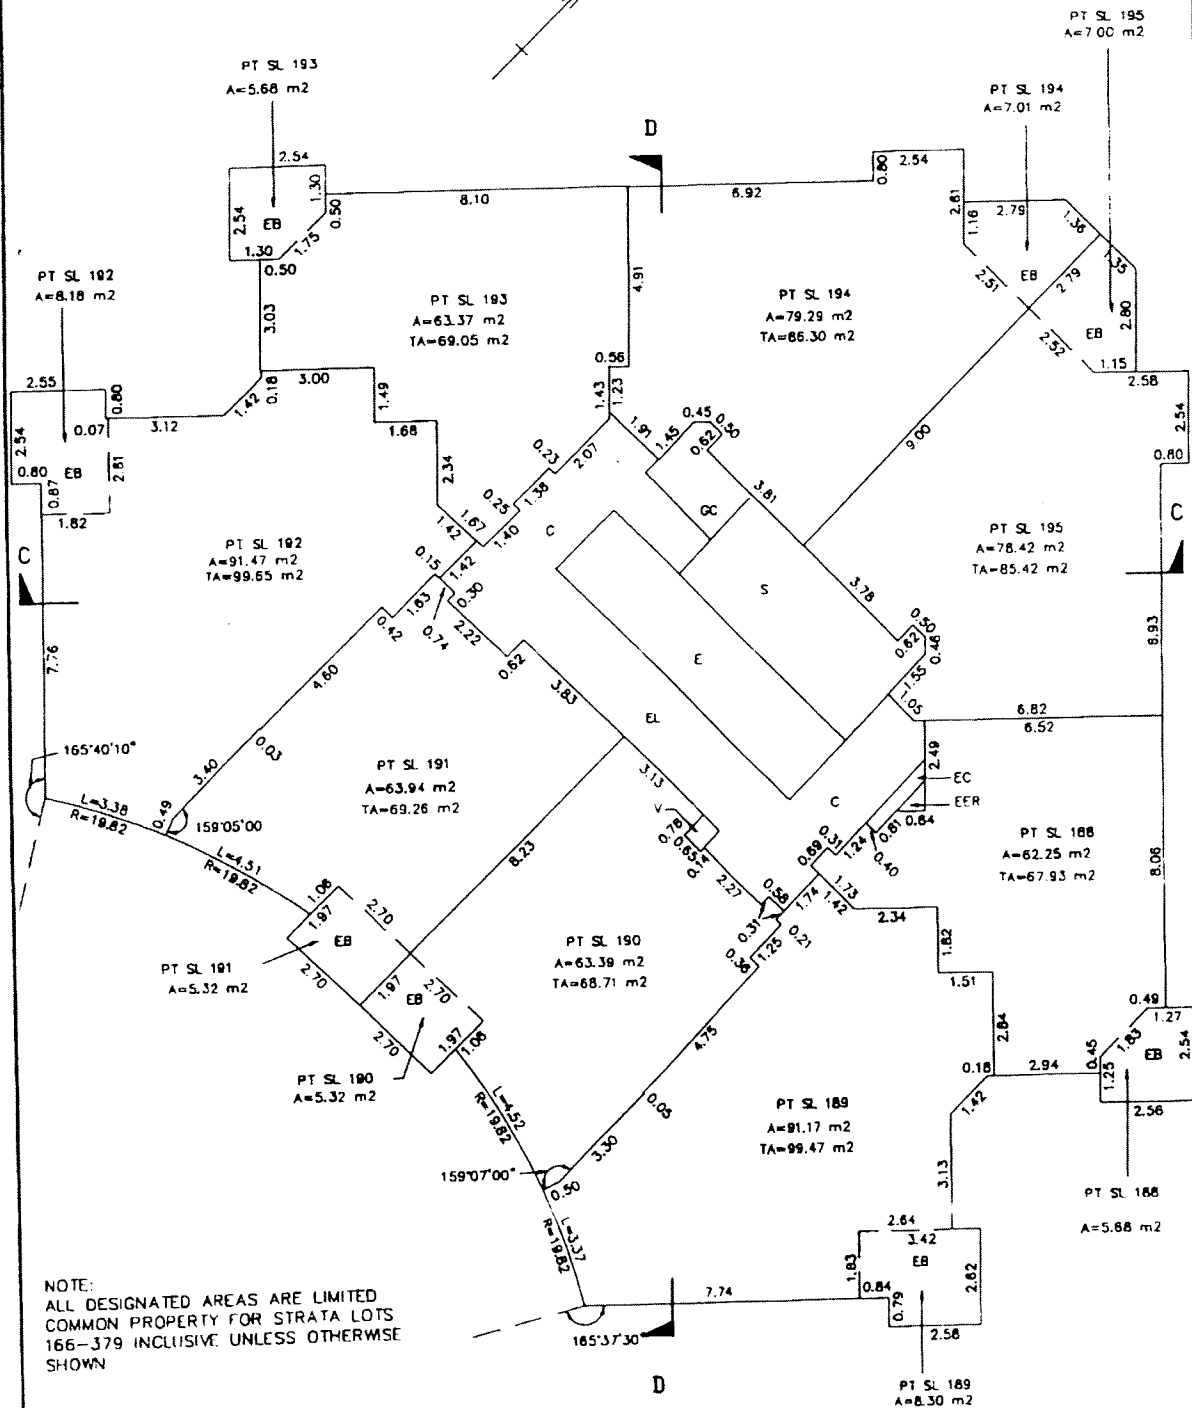 PT SL 195
A=7.00 m2
PT SL 193
A=5.68 m2
PT SL 194
A=7.01 m2
D
2.54
1.30
0.50
2.54
EB
1.75
1.30
0.50
8.10
6.92
0.80
2.54
2.61
1.16
2.79
1.36
1.35
2.79
2.51
EB
2.52
EB
2.80
1.15
2.58
2.54
0.80
PT SL 192
A=8.18 m2
3.03
PT SL 193
A=63.37 m2
TA=69.05 m2
4.91
PT SL 194
A=79.29 m2
TA=86.30 m2
2.55
0.80
0.07
3.12
1.42
0.18
3.00
1.49
1.68
0.56
1.43
1.23
1.91
1.45
0.45
0.50
0.62
9.00
2.54
0.80
EB
0.87
2.61
1.82
2.34
0.23
2.07
0.25
1.38
1.67
1.42
1.40
C
GC
3.81
C
C
PT SL 192
A=91.47 m2
TA=99.65 m2
0.15
1.42
1.63
0.42
0.74
0.30
2.22
0.62
S
3.78
PT SL 195
A=78.42 m2
TA=85.42 m2
0.50
0.62
0.46
7.76
4.60
E
3.83
EL
1.55
1.05
8.93
6.82
6.52
165°40'10"
0.03
3.40
PT SL 191
A=63.94 m2
TA=69.26 m2
3.13
V
C
2.49
EC
EER
L=3.38
R=19.82
0.49
159°05'00
0.78
0.65
0.14
0.31
0.69
1.24
0.81
0.64
0.40
PT SL 188
A=62.25 m2
TA=67.93 m2
8.06
L=4.51
R=19.82
8.23
2.27
0.58
1.74
1.73
1.42
2.34
1.82
1.08
1.97
2.70
0.31
0.21
1.25
0.36
EB
2.70
PT SL 191
A=5.32 m2
PT SL 190
A=63.39 m2
TA=68.71 m2
1.51
1.97
2.70
EB
2.70
1.97
1.08
4.75
2.64
0.49
1.27
1.83
0.45
EB
2.54
1.25
2.56
PT SL 190
A=5.32 m2
0.18
2.94
1.42
L=4.52
R=19.82
0.05
3.30
PT SL 189
A=91.17 m2
TA=99.47 m2
159°07'00"
0.50
3.13
PT SL 188
A=5.68 m2
L=3.37
R=19.82
2.64
3.42
EB
1.83
2.62
0.84
0.79
2.56
7.74
165°37'30"
D
PT SL 189
A=8.30 m2
NOTE:
ALL DESIGNATED AREAS ARE LIMITED
COMMON PROPERTY FOR STRATA LOTS
166-379 INCLUSIVE UNLESS OTHERWISE
SHOWN